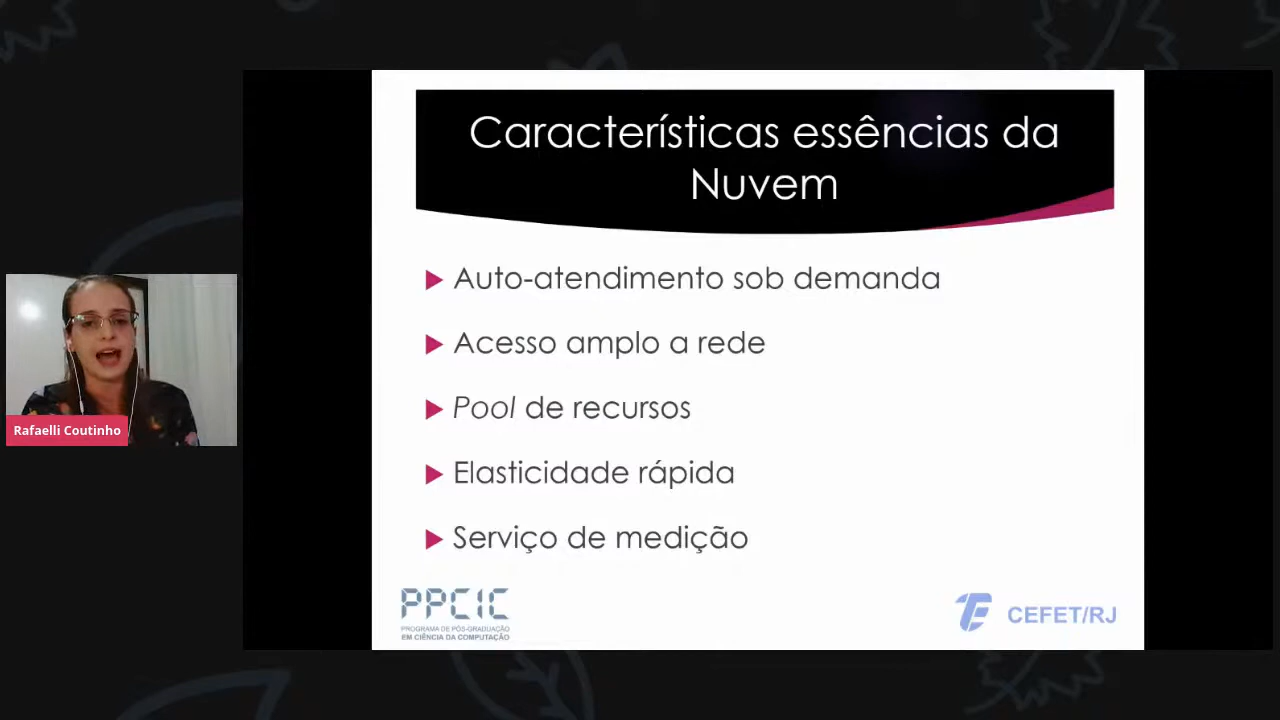 Características essências da
Nuvem
Auto-atendimento sob demanda
Acesso amplo a rede
Pool de recursos
Elasticidade rápida
Serviço de medição
Rafaelli Coutinho
PPCIC
PROGRAMA DE PÓS-GRADUAÇÃO
EM CIÊNCIA DA COMPUTAÇÃO
CEFET/RJ